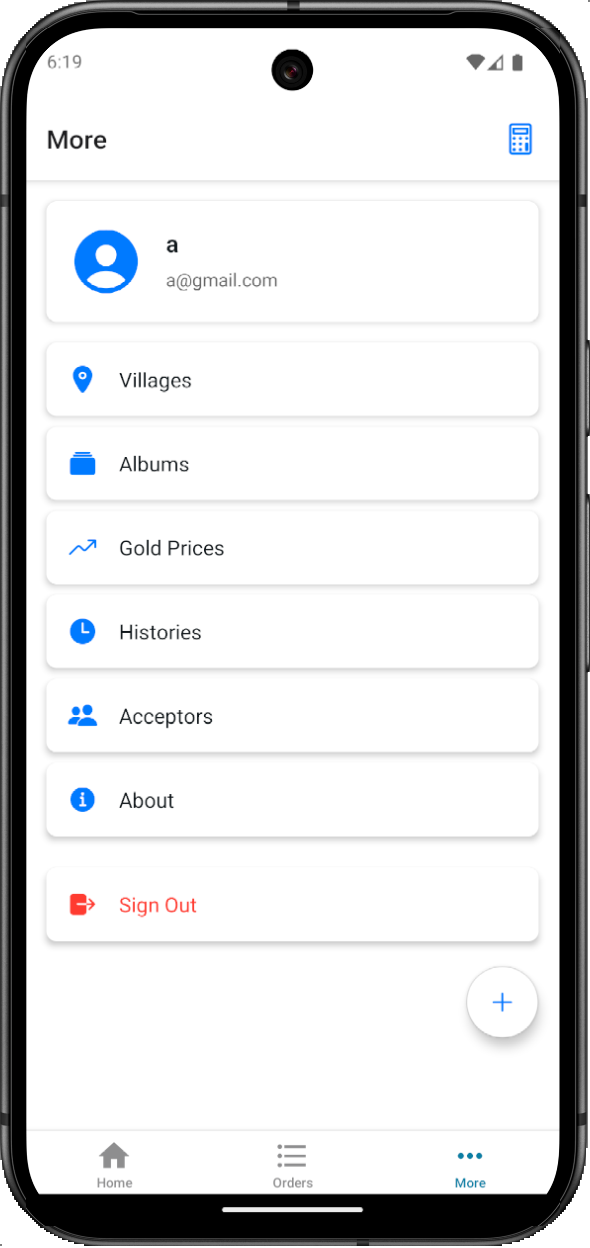 6:19
More
a
a@gmail.com
Villages
Albums
Gold Prices
Histories
Acceptors
About
Sign Out
Home
Orders
More